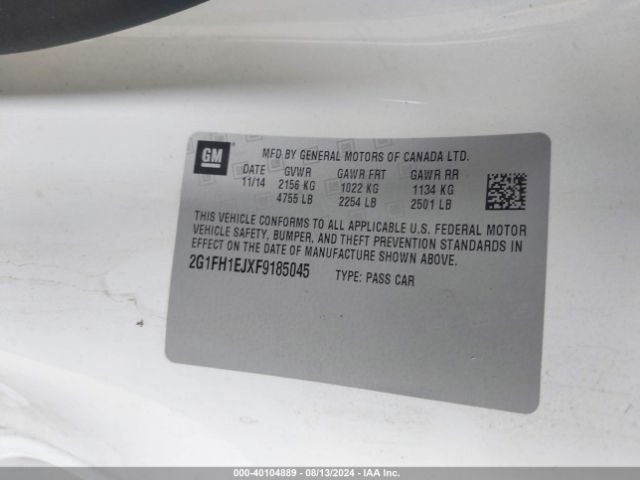 GM
MFD BY GENERAL MOTORS OF CANADA LTD.
DATE GVWR GAWR FRT GAWR RR
11/14 2156 KG 1022 KG 1134 KG
4755 LB 2254 LB 2501 LB
THIS VEHICLE CONFORMS TO ALL APPLICABLE U.S. FEDERAL MOTOR
VEHICLE SAFETY, BUMPER, AND THEFT PREVENTION STANDARDS IN
EFFECT ON THE DATE OF MANUFACTURE SHOWN ABOVE.
2G1FH1EJXF9185045 TYPE: PASS CAR
000-40104889 - 08/13/2024 - IAA Inc.